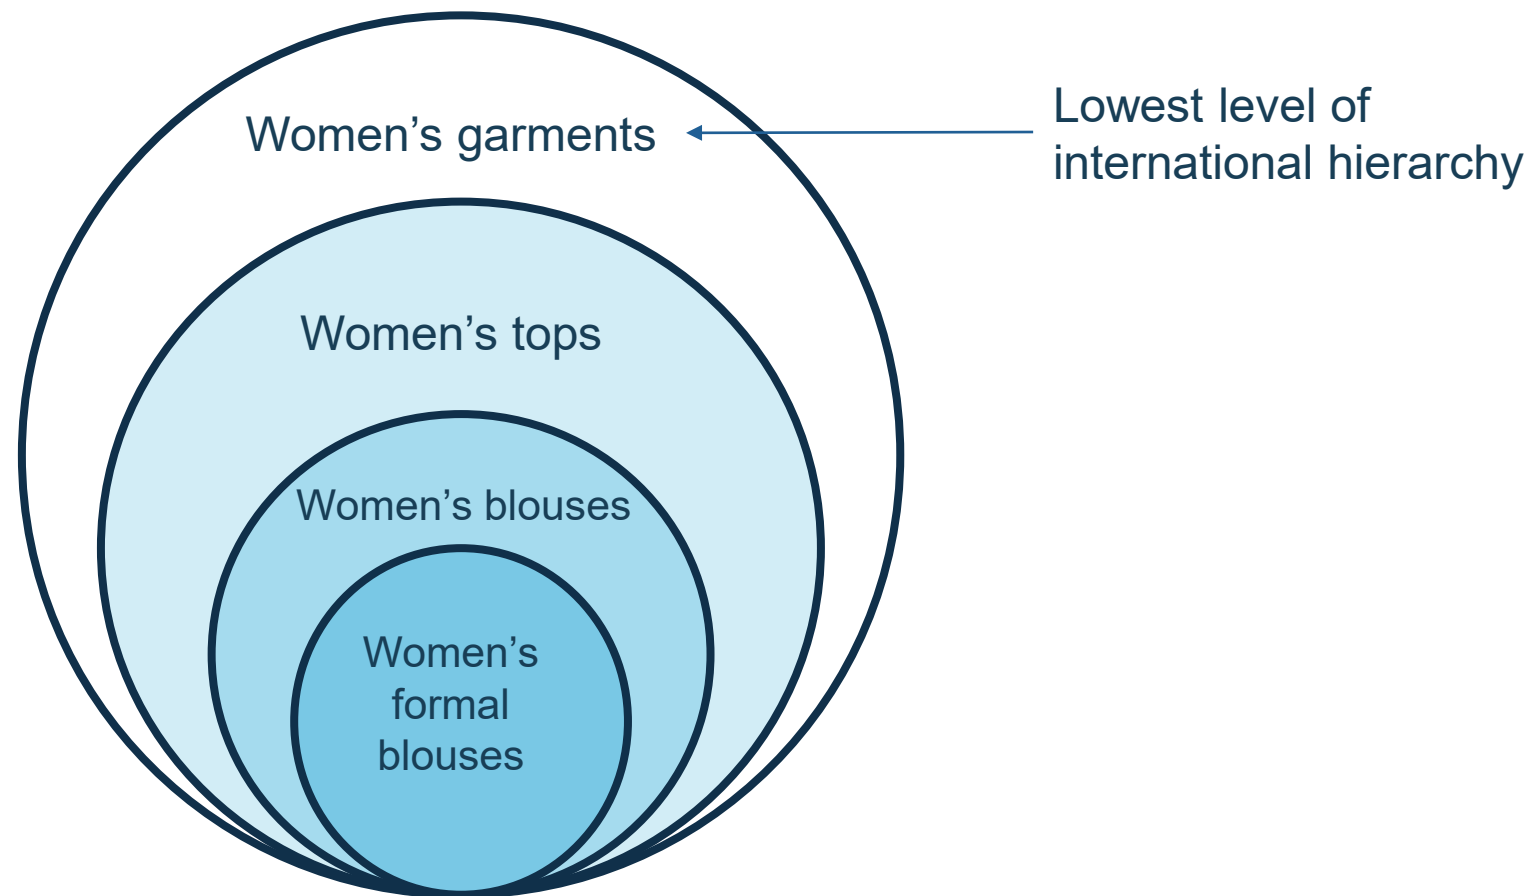 Women’s garments
Lowest level of
international hierarchy
Women’s tops
Women’s blouses
Women’s
formal
blouses